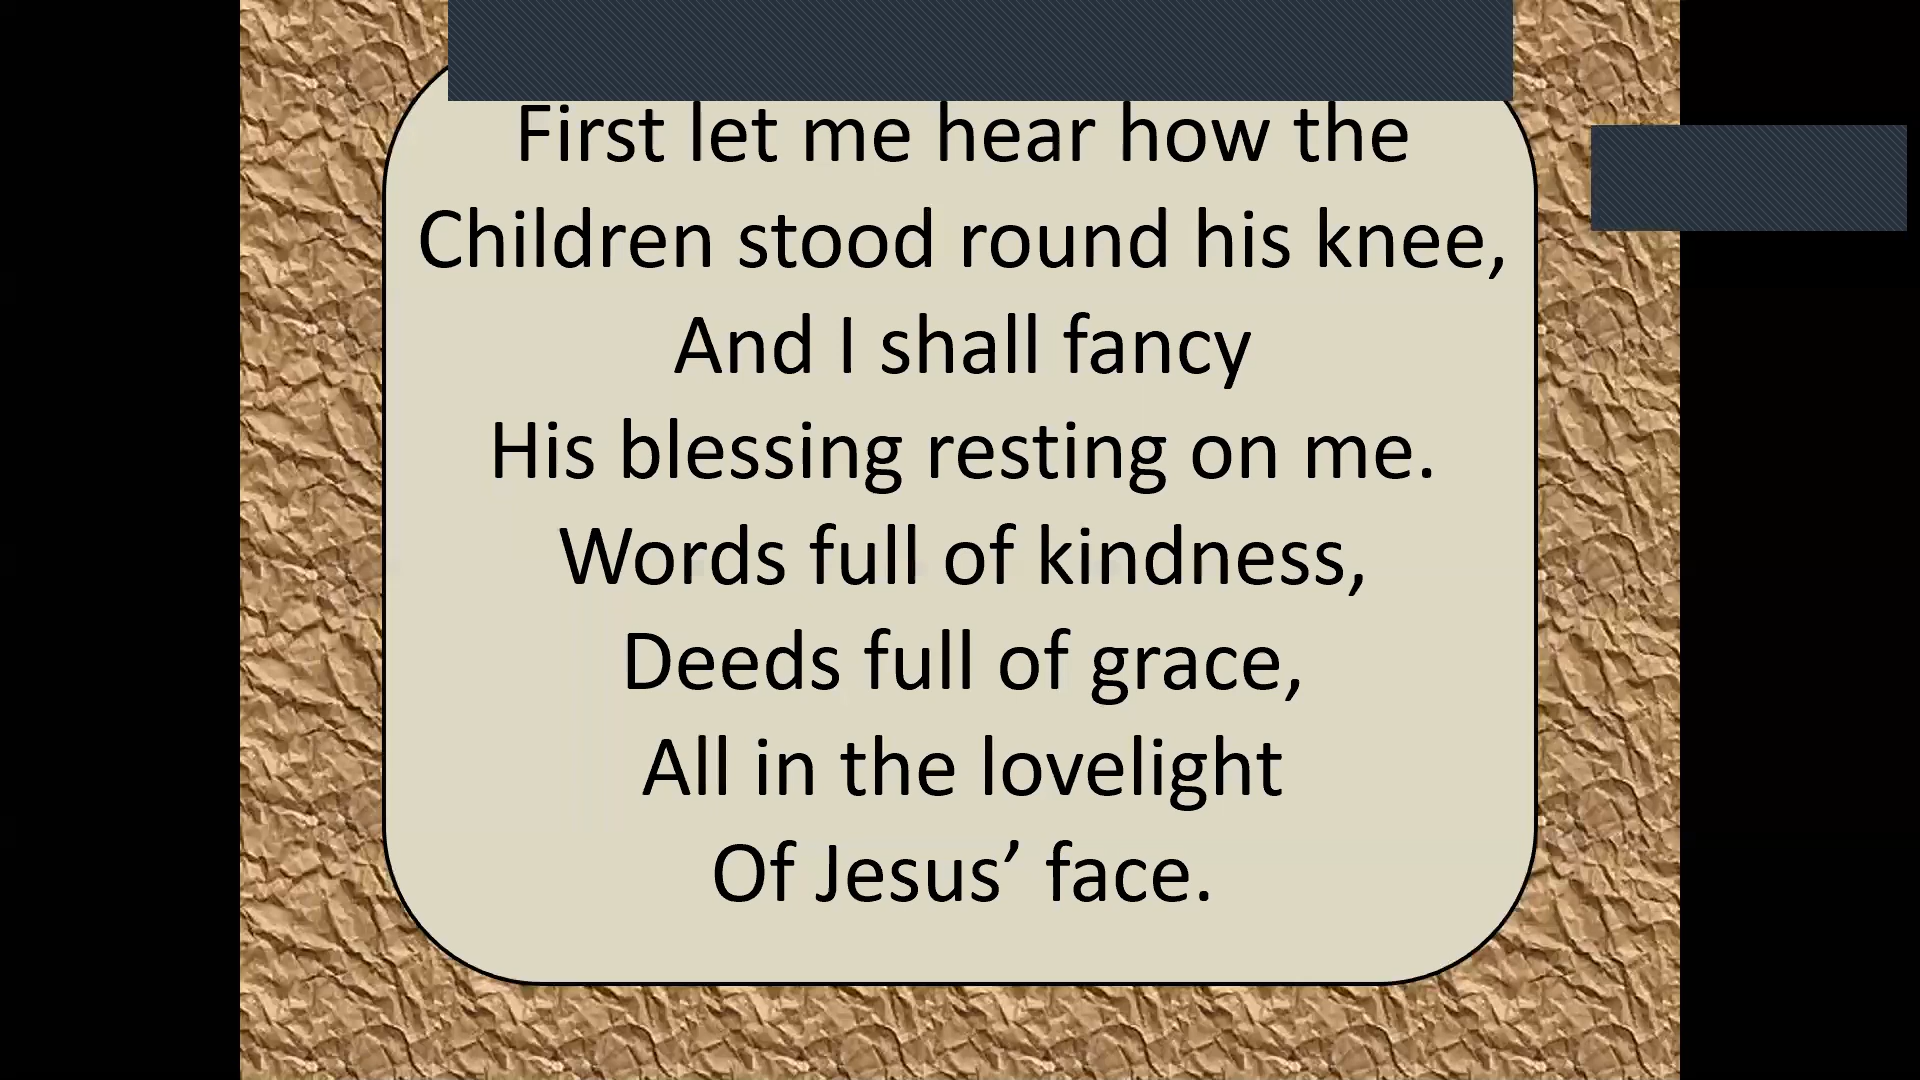 First let me hear how the
Children stood round his knee,
And I shall fancy
His blessing resting on me.
Words full of kindness,
Deeds full of grace,
All in the lovelight
Of Jesus’ face.